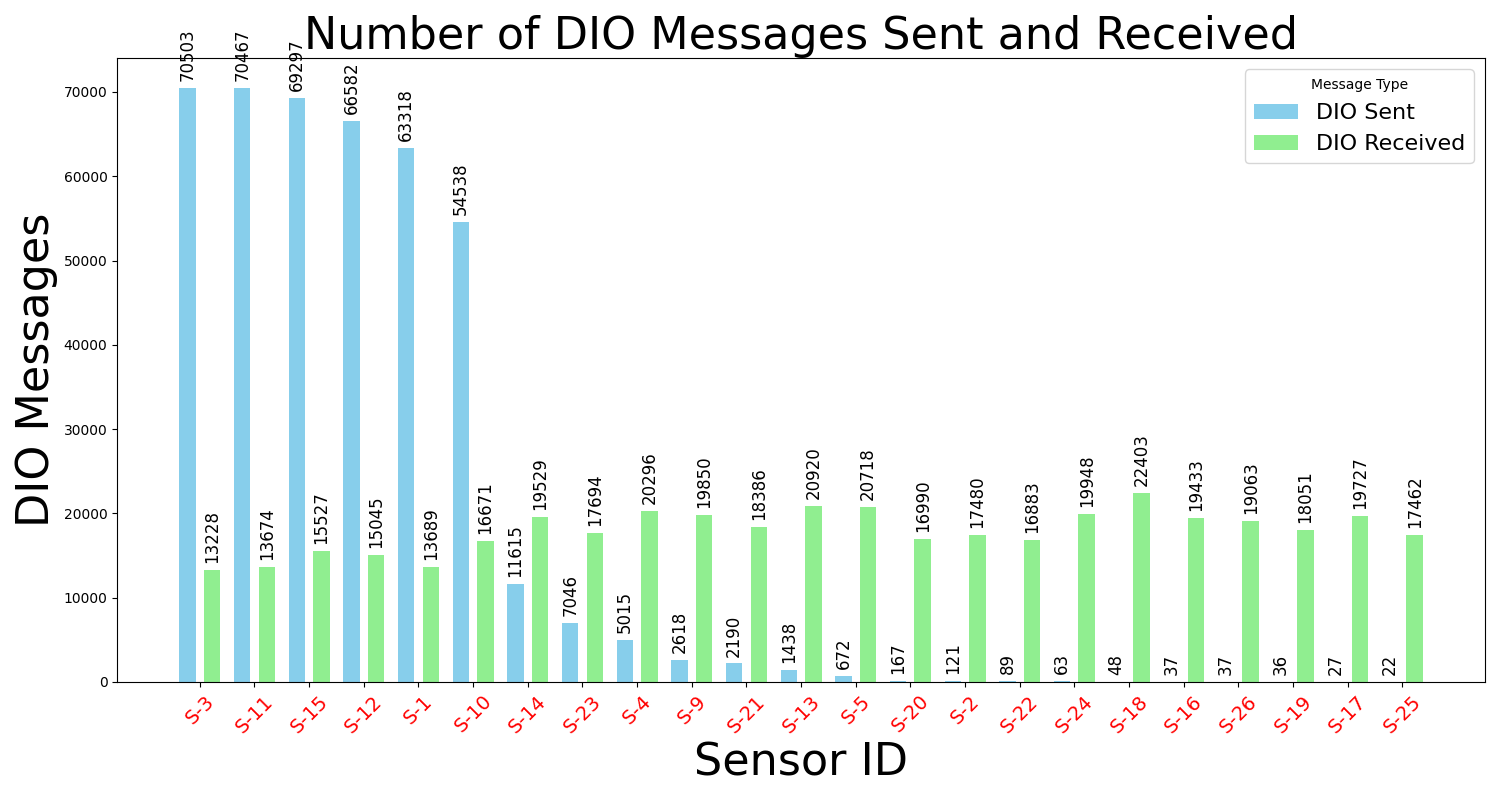 Number of DIO Messages Sent and Received
DIO Messages
70000
60000
50000
40000
30000
20000
10000
0
Message Type
DIO Sent
DIO Received
70503
13228
70467
13674
69297
15527
66582
15045
63318
13689
54538
16671
11615
19529
7046
17694
5015
20296
2618
19850
2190
18386
1438
20920
672
20718
167
16990
121
17480
89
16883
63
19948
48
22403
37
19433
37
19063
36
18051
27
19727
22
17462
S-3
S-11
S-15
S-12
S-1
S-10
S-14
S-23
S-4
S-9
S-21
S-13
S-5
S-20
S-2
S-22
S-24
S-18
S-16
S-26
S-19
S-17
S-25
Sensor ID